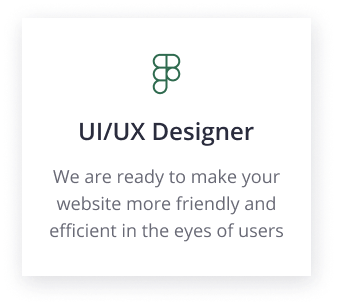 UI/UX Designer
We are ready to make your
website more friendly and
efficient in the eyes of users